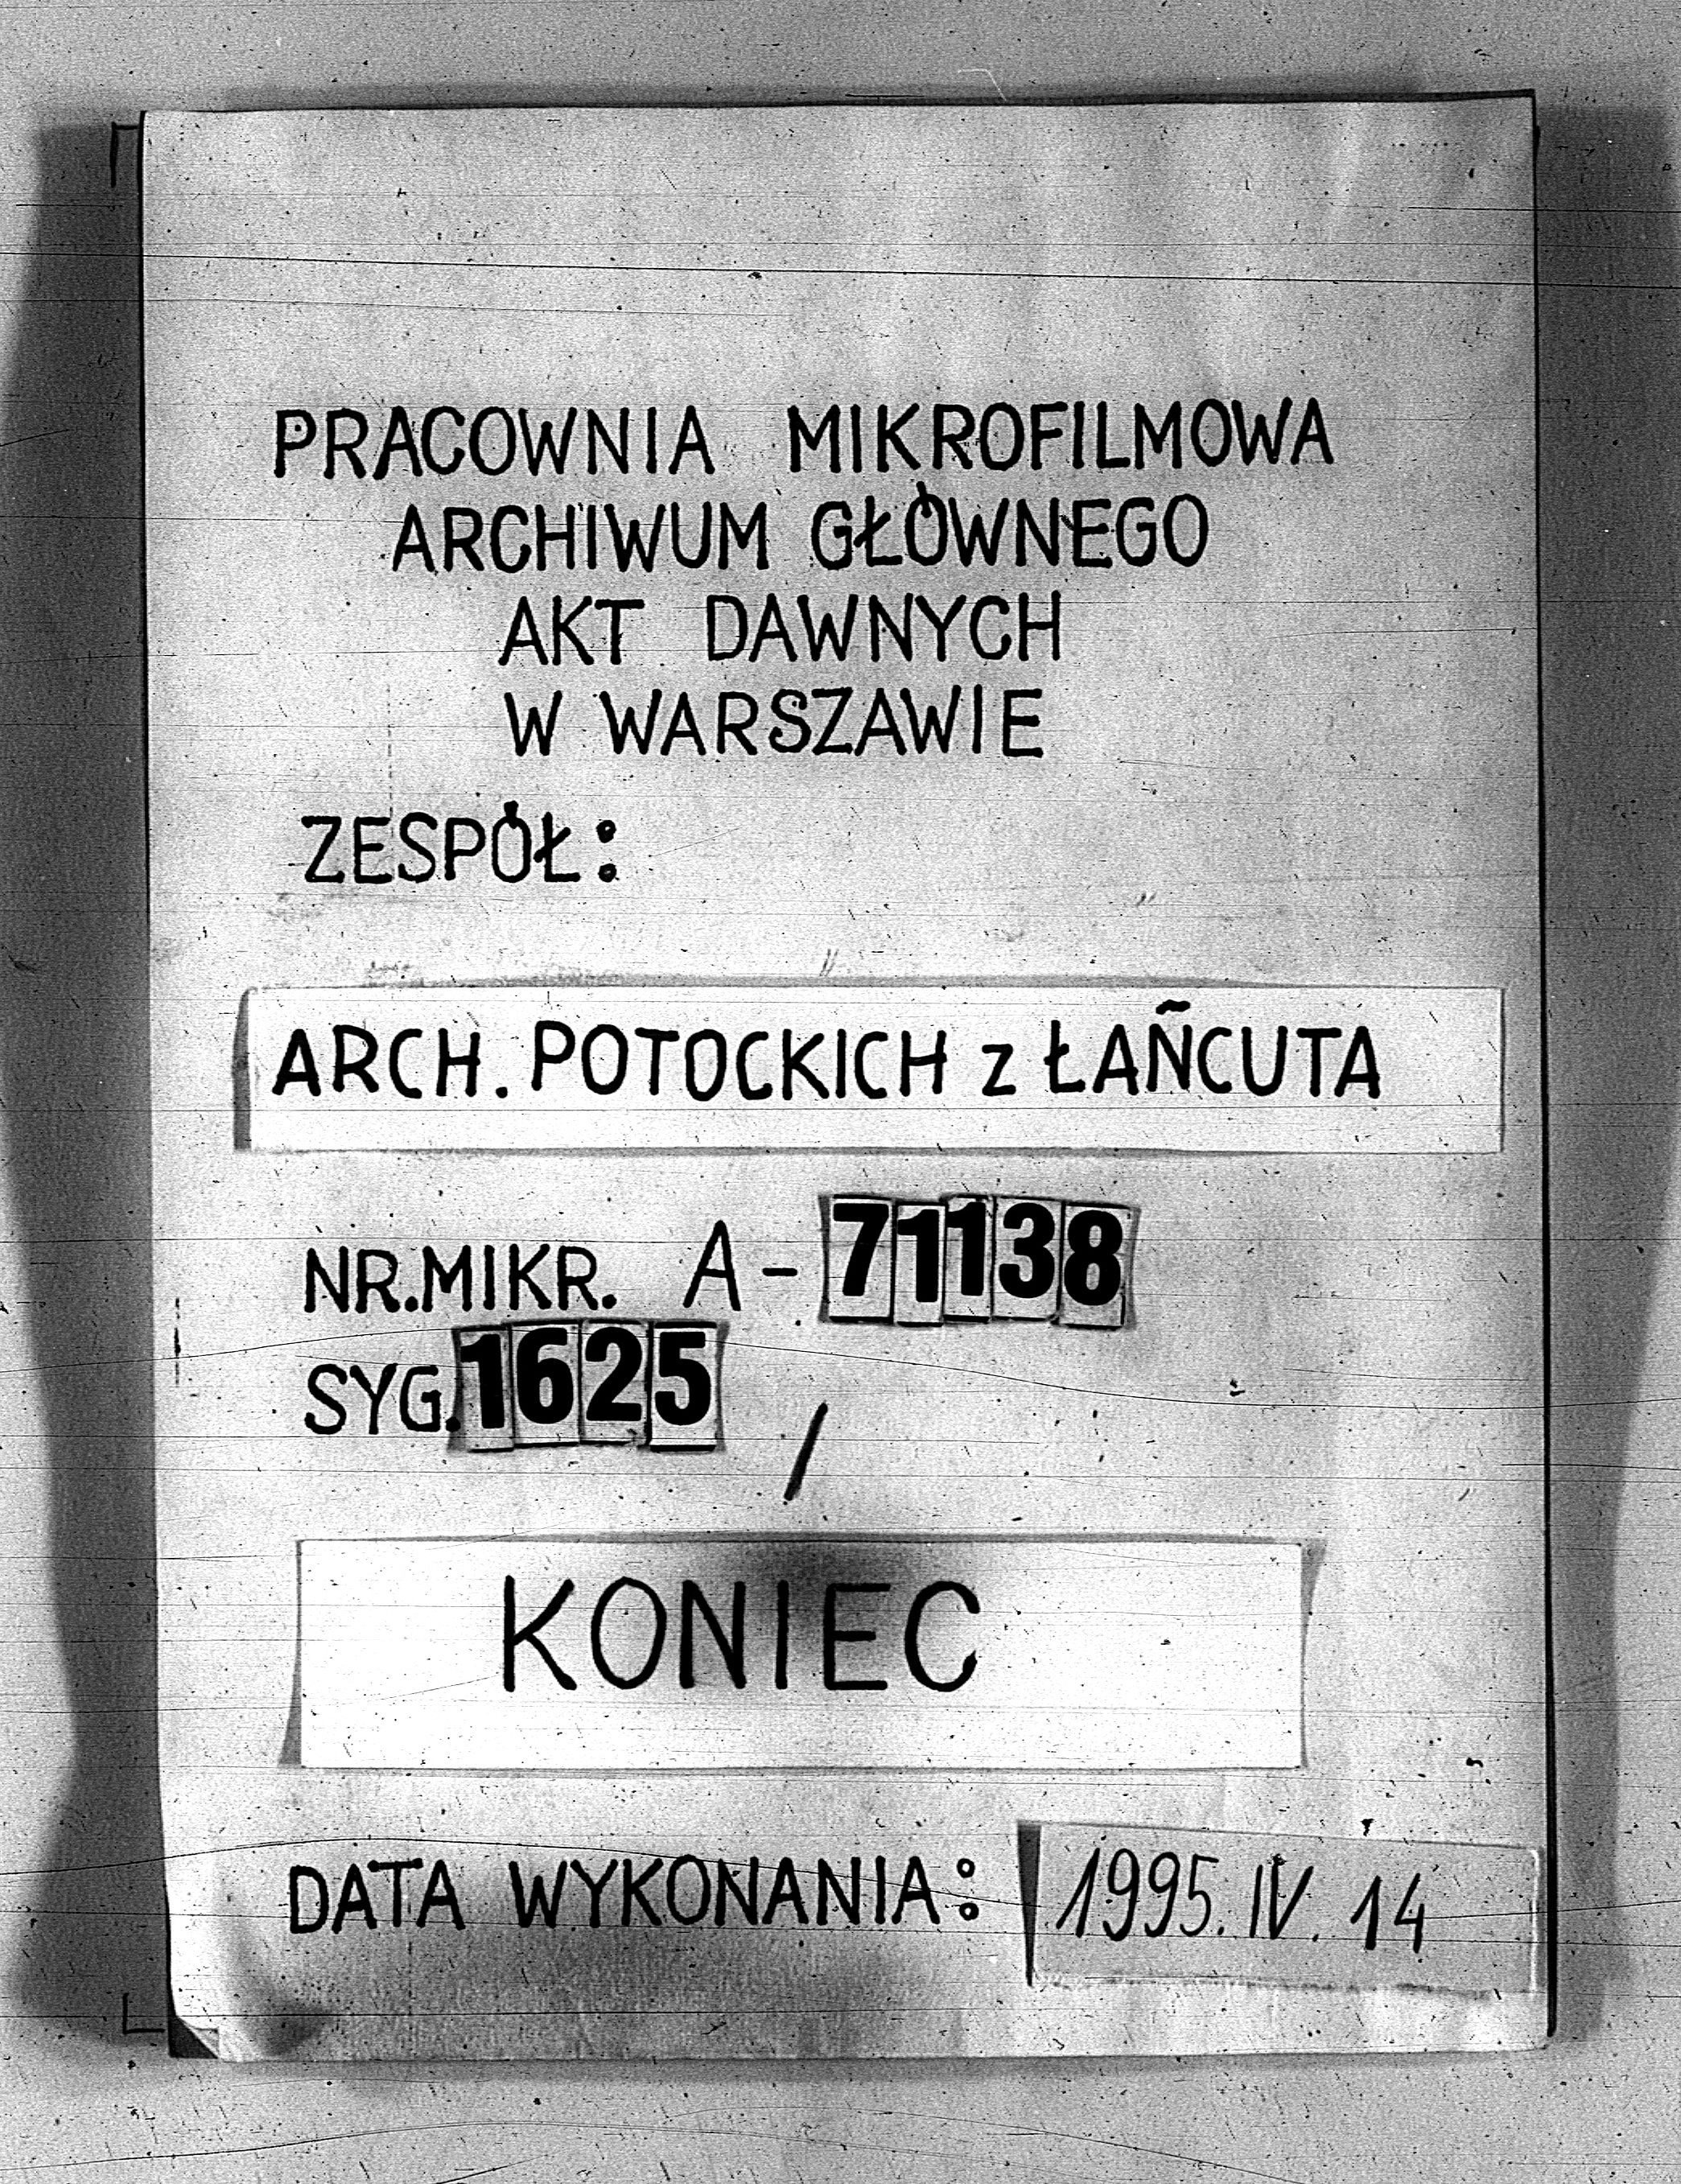 PRACOWNIA MIKROFILMOWA
ARCHIWUM GŁÓWNEGO
AKT DAWNYCH
W WARSZAWIE
ZESPÓŁ:
ARCH. POTOCKICH z ŁAŃCUTA
NR.MIKR. A-71138
SYG.1625 /
KONIEC
DATA WYKONANIA: 1995.IV.14